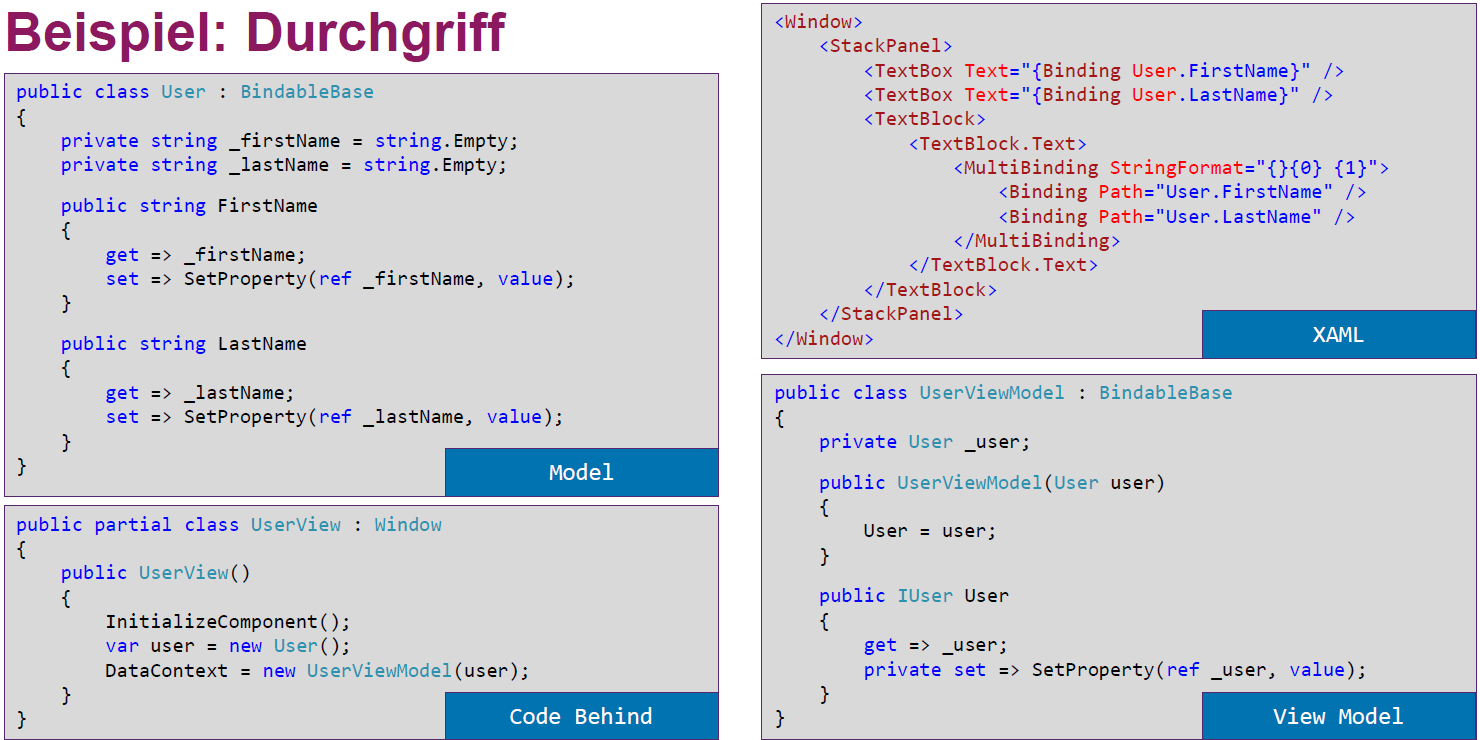 Beispiel: Durchgriff
public class User : BindableBase
{
    private string _firstName = string.Empty;
    private string _lastName = string.Empty;
    public string FirstName
    {
        get => _firstName;
        set => SetProperty(ref _firstName, value);
    }
    public string LastName
    {
        get => _lastName;
        set => SetProperty(ref _lastName, value);
    }
}
Model
public partial class UserView : Window
{
    public UserView()
    {
        InitializeComponent();
        var user = new User();
        DataContext = new UserViewModel(user);
    }
}
Code Behind
<Window>
    <StackPanel>
        <TextBox Text="{Binding User.FirstName}" />
        <TextBox Text="{Binding User.LastName}" />
        <TextBlock>
            <TextBlock.Text>
                <MultiBinding StringFormat="{}{0} {1}">
                    <Binding Path="User.FirstName" />
                    <Binding Path="User.LastName" />
                </MultiBinding>
            </TextBlock.Text>
        </TextBlock>
    </StackPanel>
</Window>
XAML
public class UserViewModel : BindableBase
{
    private User _user;
    public UserViewModel(User user)
    {
        User = user;
    }
    public IUser User
    {
        get => _user;
        private set => SetProperty(ref _user, value);
    }
}
View Model